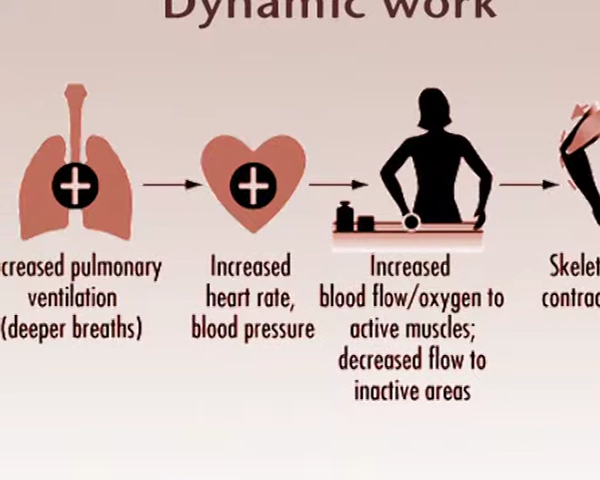 Dynamic work
creased pulmonary
ventilation
(deeper breaths)
Increased
heart rate,
blood pressure
Increased
blood flow/oxygen to
active muscles;
decreased flow to
inactive areas
Skelet
contrac